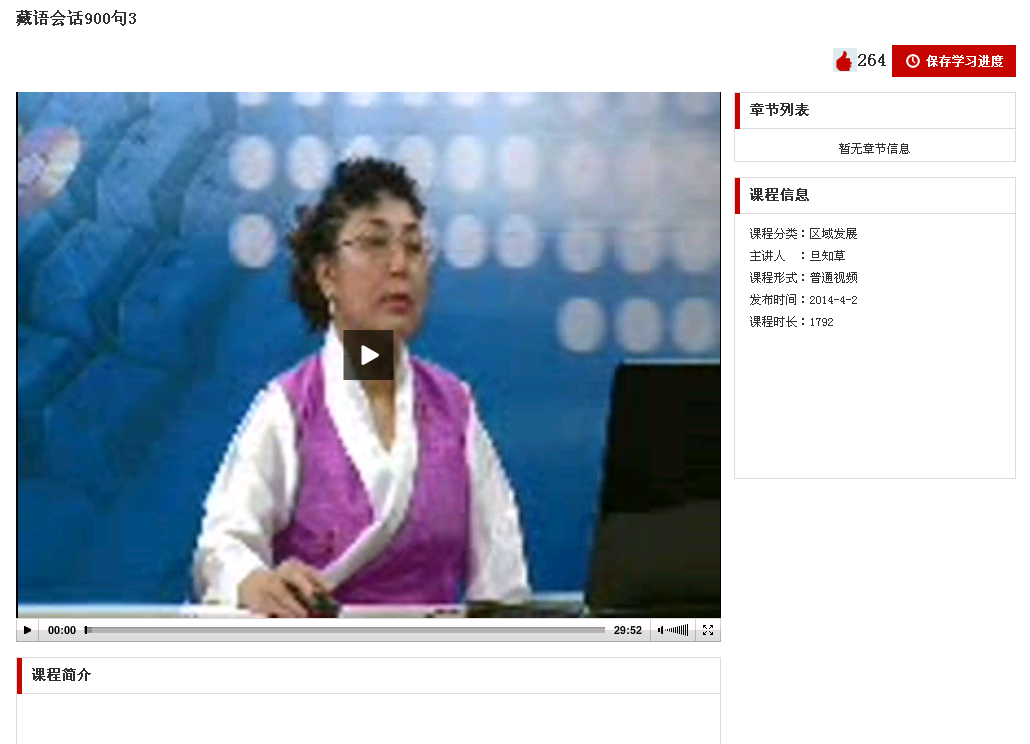 藏语会话900句3
264
保存学习进度
章节列表
暂无章节信息
课程信息
课程分类：区域发展
主讲人　：旦知草
课程形式：普通视频
发布时间：2014-4-2
课程时长：1792
00:00
29:52
课程简介